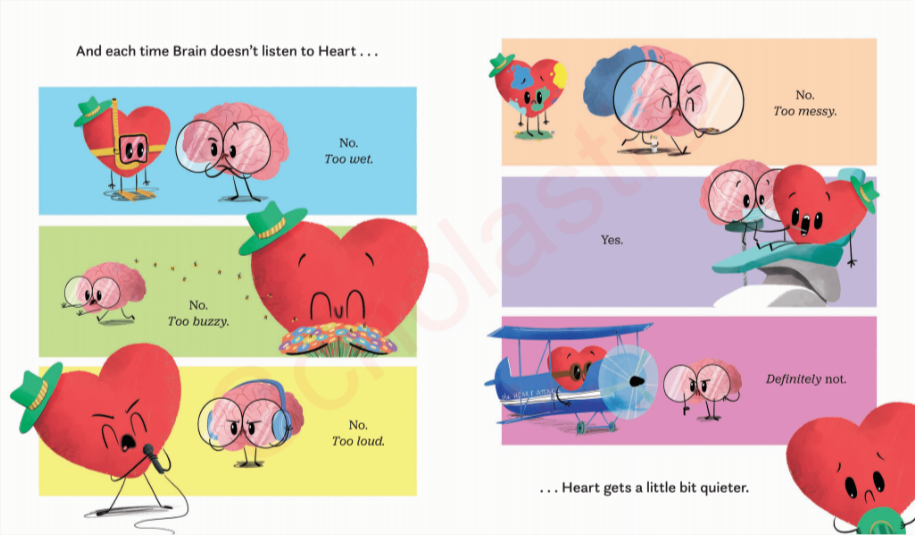 And each time Brain doesn't listen to Heart . . .
No.
Too wet.
No.
Too buzzy.
No.
Too loud.
No.
Too messy.
Yes.
Definitely not.
. . . Heart gets a little bit quieter.
Scholastic